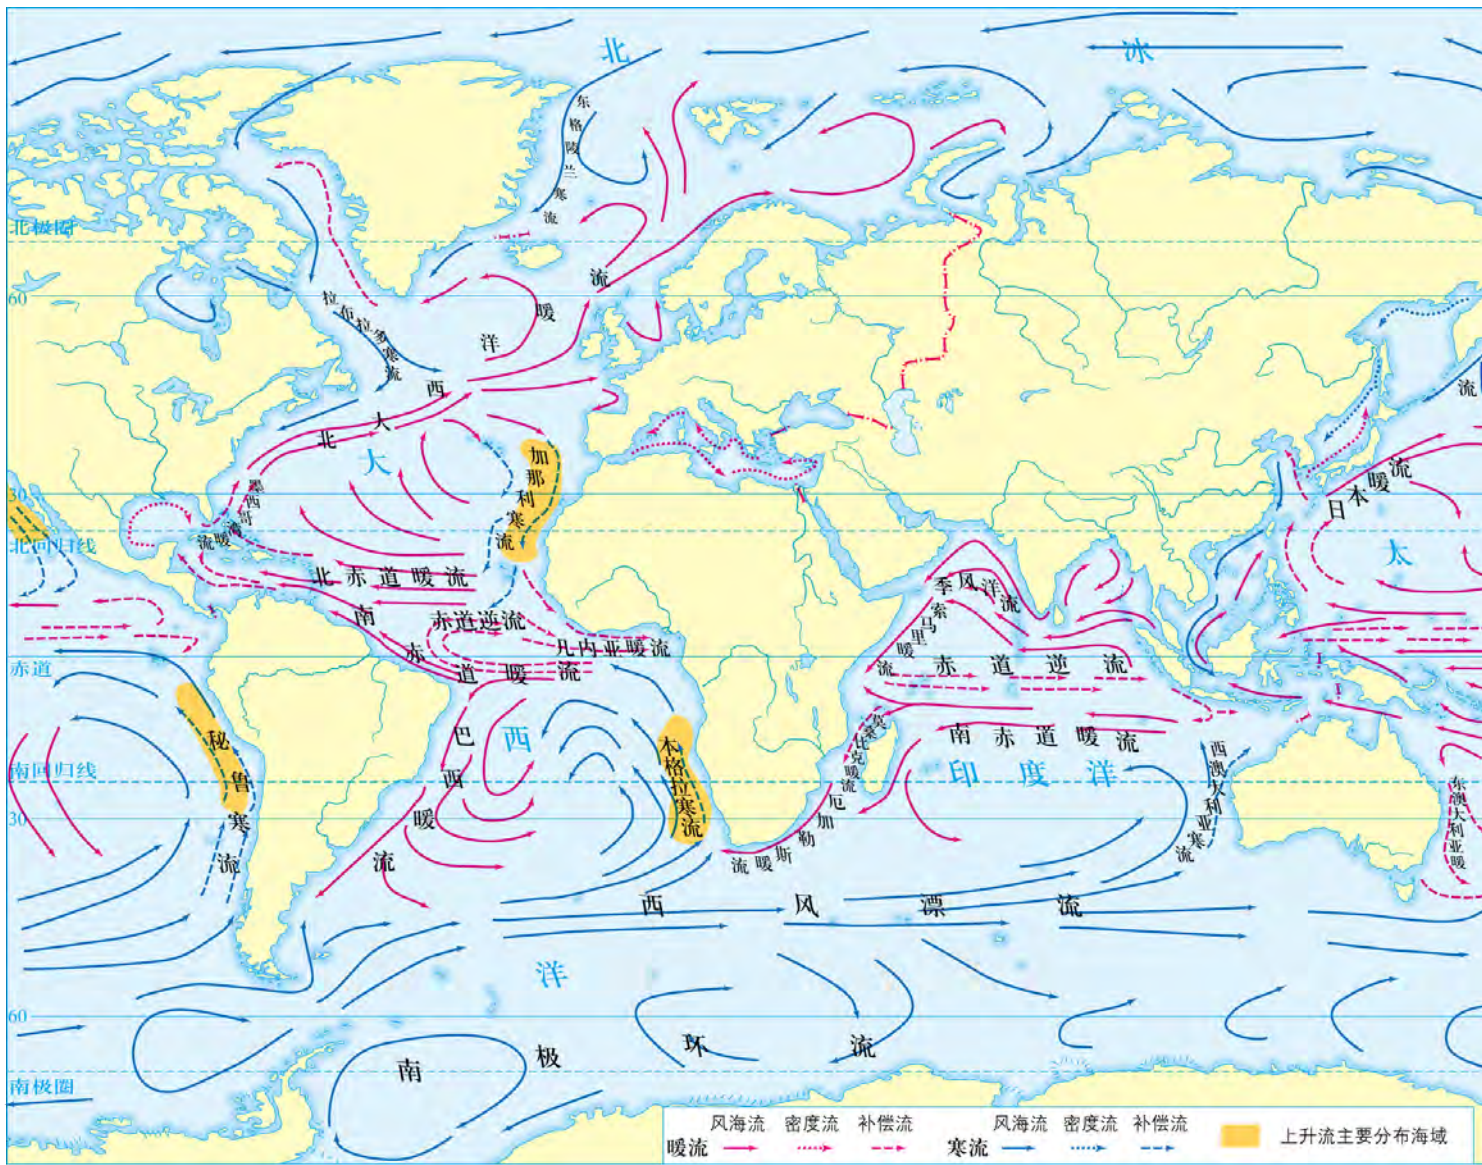 北
冰
东格陵兰寒流
北极圈
60
拉布拉多寒流
北大西洋暖流
流
大
加那利寒流
墨西哥湾暖流
30
日本暖流
北回归线
太
北赤道暖流
季风洋流
索马里暖流
赤道逆流
南赤道暖流
几内亚暖流
赤道
赤道逆流
莫桑比克暖流
巴西暖流
西
本格拉寒流
南赤道暖流
印度洋
秘鲁寒流
南回归线
西澳大利亚寒流
东澳大利亚暖
30
厄加勒斯暖流
西风漂流
洋
60
南极环流
南极圈
风海流 密度流 补偿流 风海流 密度流 补偿流
暖流 寒流 上升流主要分布海域